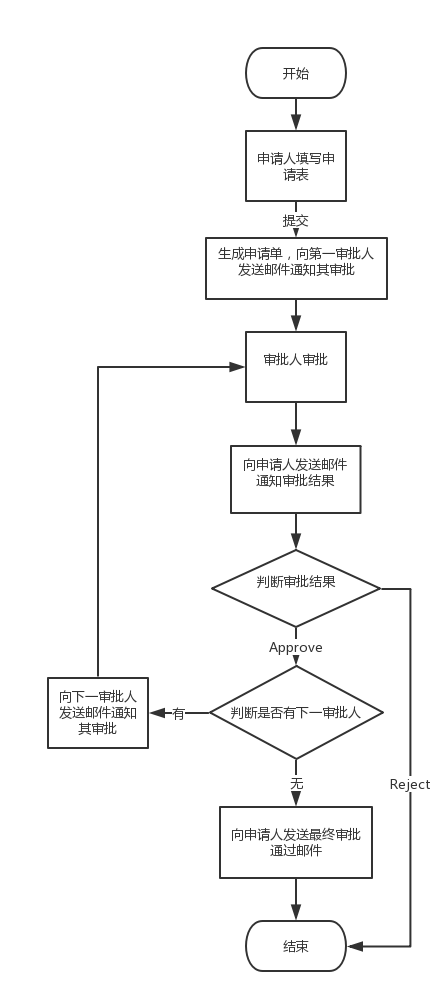 开始
申请人填写申
请表
提交
生成申请单，向第一审批人
发送邮件通知其审批
审批人审批
向申请人发送邮件
通知审批结果
判断审批结果
Approve
向下一审批人
发送邮件通知
其审批
有
判断是否有下一审批人
无
Reject
向申请人发送最终审批
通过邮件
结束